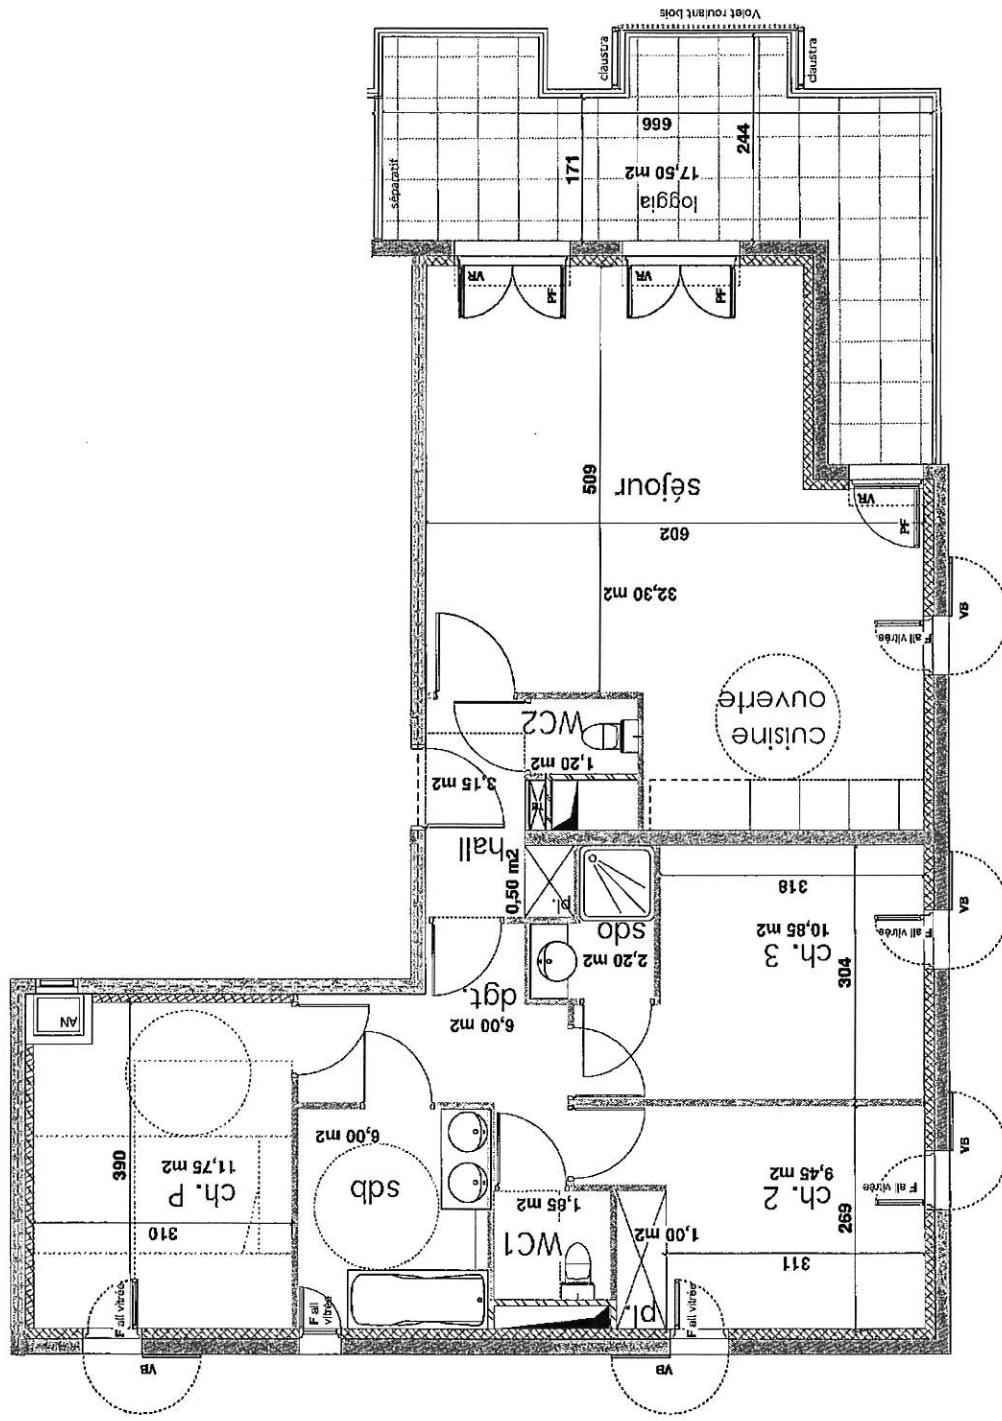 VB
VB
F all vitrée
F all vitrée
F all vitrée
pl.
1,00 m2
311
269
ch. 2
9,45 m2
F all vitrée
VB
WC1
1,85 m2
sdb
6,00 m2
310
ch. P
11,75 m2
390
AN
dgt.
6,00 m2
sdo
2,20 m2
ch. 3
10,85 m2
304
318
F all vitrée
VB
pl.
0,50 m2
hall
3,15 m2
WC2
1,20 m2
cuisine
ouverte
F all vitrée
VB
32,30 m2
602
séjour
509
PF
VR
PF
VR
PF
VR
loggia
17,50 m2
171
244
666
séparatif
claustra
claustra
Volet roulant bois